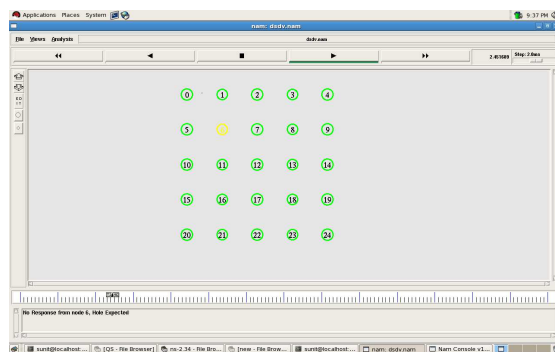 Applications Places System
9:37 PM
nam: dsdv.nam
File Views Analysis
dsdv.nam
2.453600
Step: 2.0ms
0 1 2 3 4
5 7 8 9
10 11 12 13 14
15 16 17 18 19
20 21 22 23 24
No Response from node 6, Hole Expected
sunit@localhost:...
[QS - File Browser]
ns-2.34 - File Bro...
[new - File Brow...
sunit@localhost:...
nam: dsdv.nam
Nam Console v1...